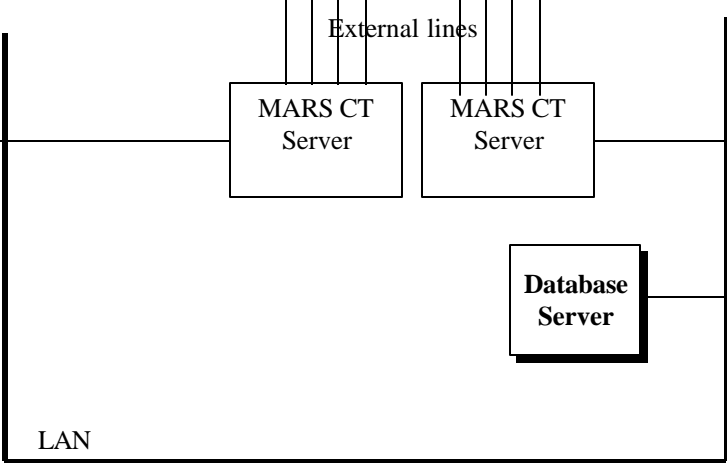 External lines
MARS CT
Server
MARS CT
Server
Database
Server
LAN